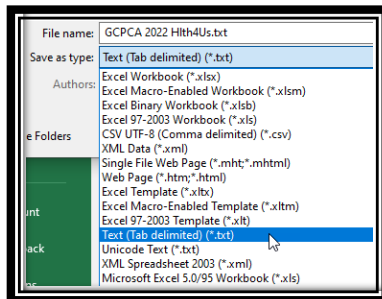 File name: GCPCA 2022 Hlth4Us.txt
Save as type: Text (Tab delimited) (*.txt)
Authors: Excel Workbook (*.xlsx)
Excel Macro-Enabled Workbook (*.xlsm)
Excel Binary Workbook (*.xlsb)
Excel 97-2003 Workbook (*.xls)
e Folders CSV UTF-8 (Comma delimited) (*.csv)
XML Data (*.xml)
Single File Web Page (*.mht;*.mhtml)
Web Page (*.htm;*.html)
Excel Template (*.xltx)
unt Excel Macro-Enabled Template (*.xltm)
Excel 97-2003 Template (*.xlt)
ack Text (Tab delimited) (*.txt)
Unicode Text (*.txt)
XML Spreadsheet 2003 (*.xml)
ns Microsoft Excel 5.0/95 Workbook (*.xls)